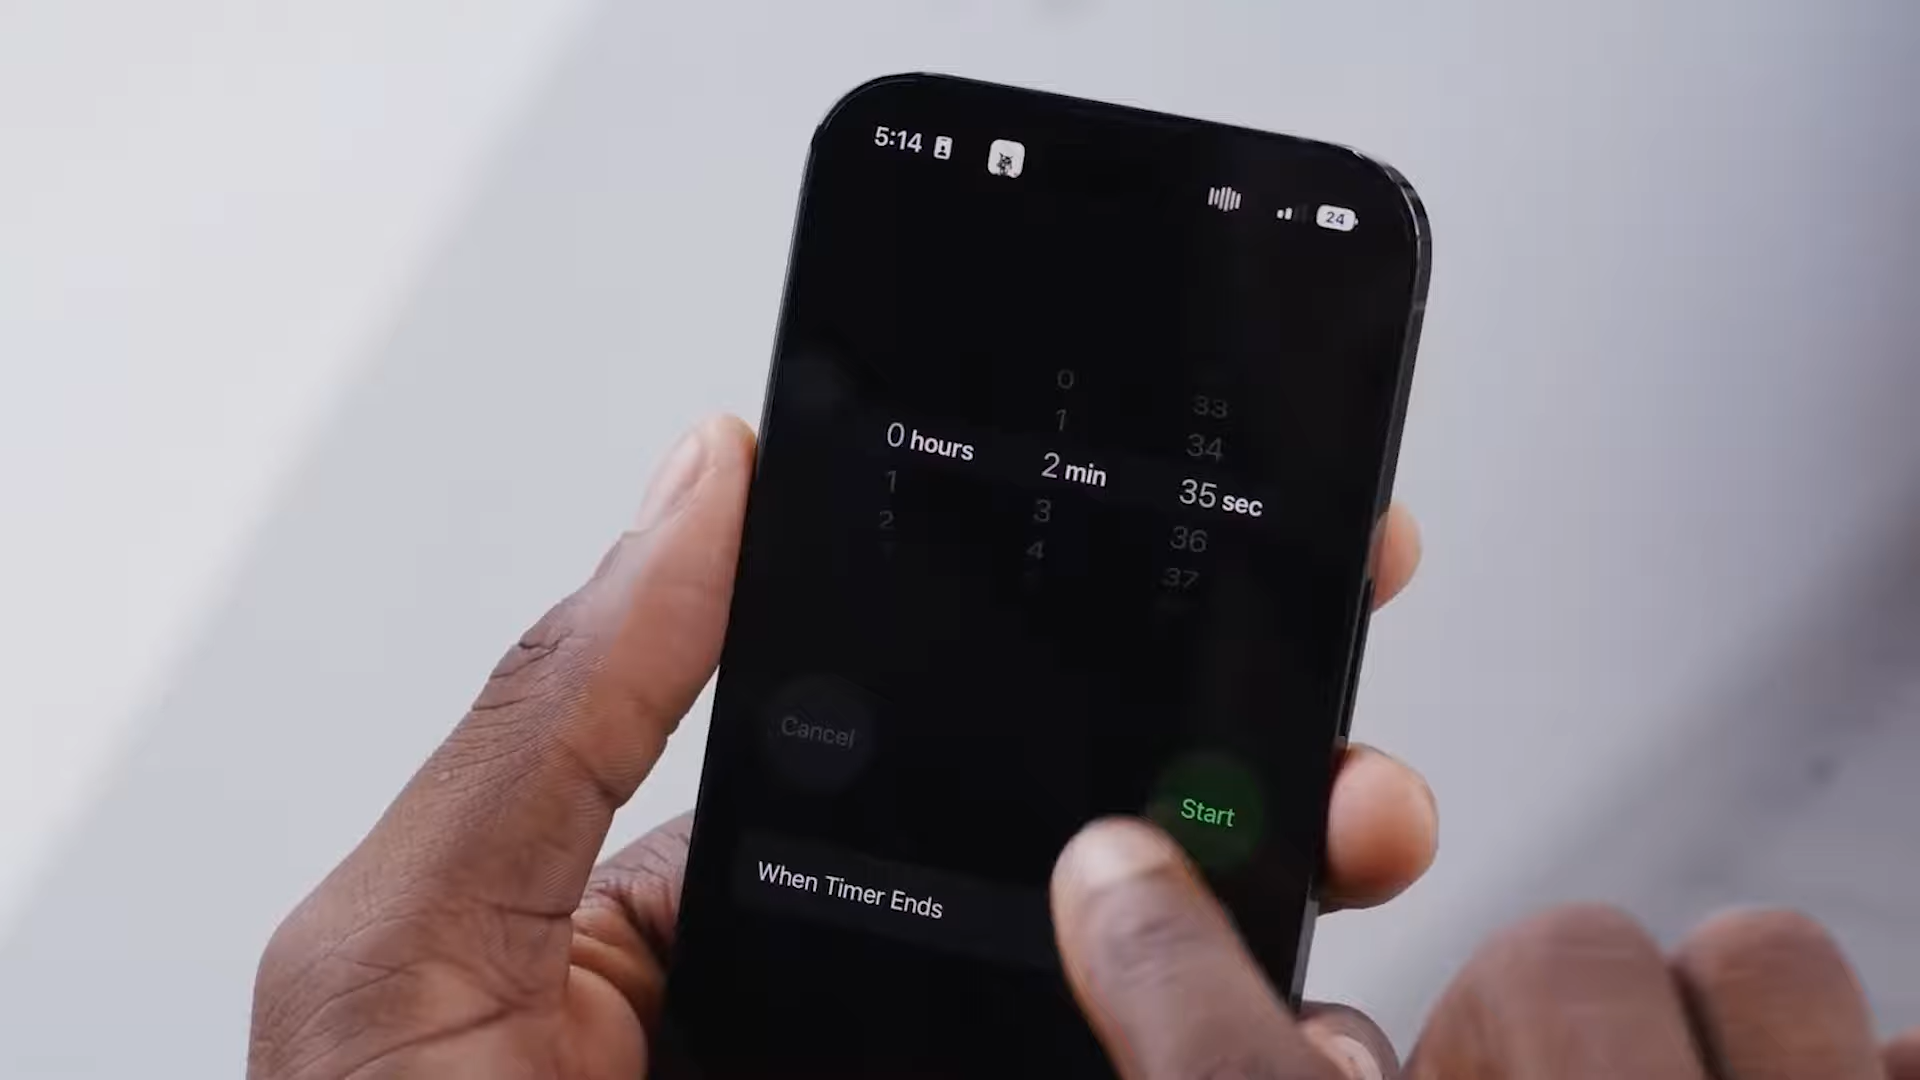 5:14
24
0
1
33
34
0 hours
2 min
35 sec
1
3
36
2
4
37
Cancel
Start
When Timer Ends